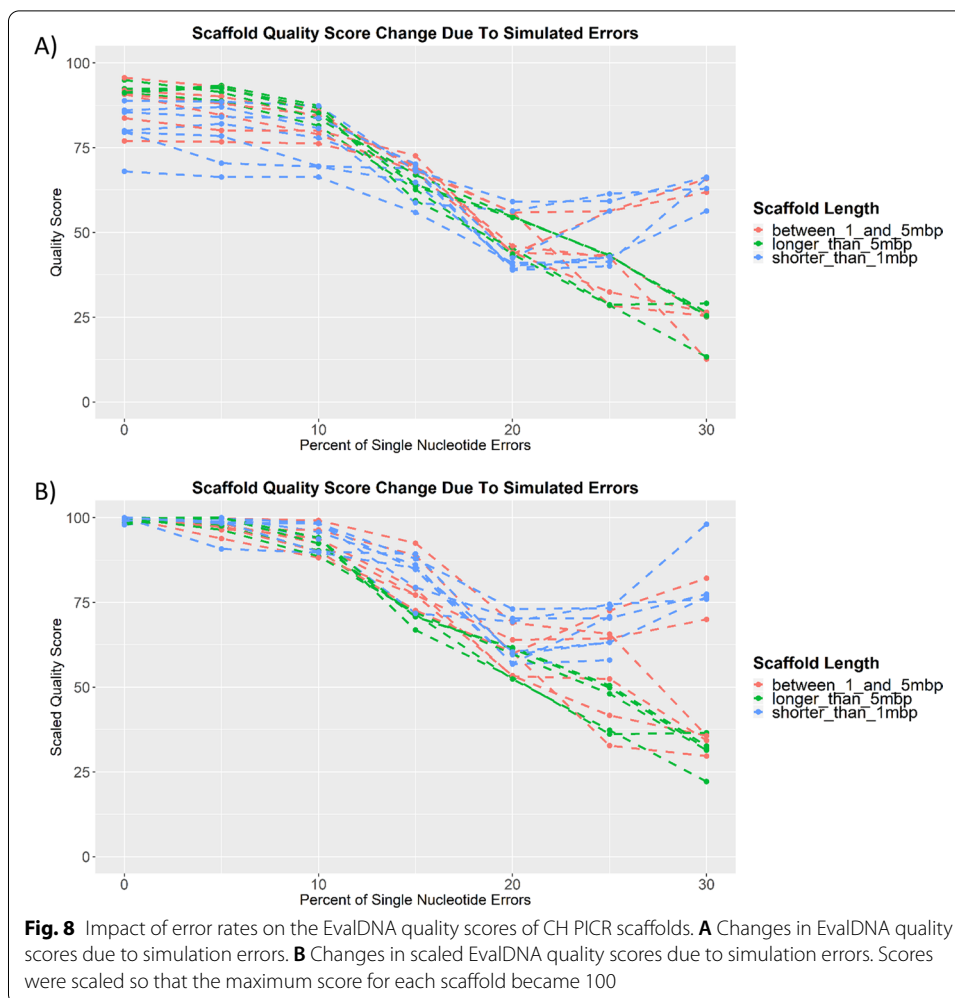 A)
Scaffold Quality Score Change Due To Simulated Errors
100
75
50
25
0
Quality Score
0 10 20 30
Percent of Single Nucleotide Errors
Scaffold Length
between_1_and_5mbp
longer_than_5mbp
shorter_than_1mbp
B)
Scaffold Quality Score Change Due To Simulated Errors
100
75
50
25
0
Scaled Quality Score
0 10 20 30
Percent of Single Nucleotide Errors
Scaffold Length
between_1_and_5mbp
longer_than_5mbp
shorter_than_1mbp
Fig. 8 Impact of error rates on the EvalDNA quality scores of CH PICR scaffolds. A Changes in EvalDNA quality
scores due to simulation errors. B Changes in scaled EvalDNA quality scores due to simulation errors. Scores
were scaled so that the maximum score for each scaffold became 100